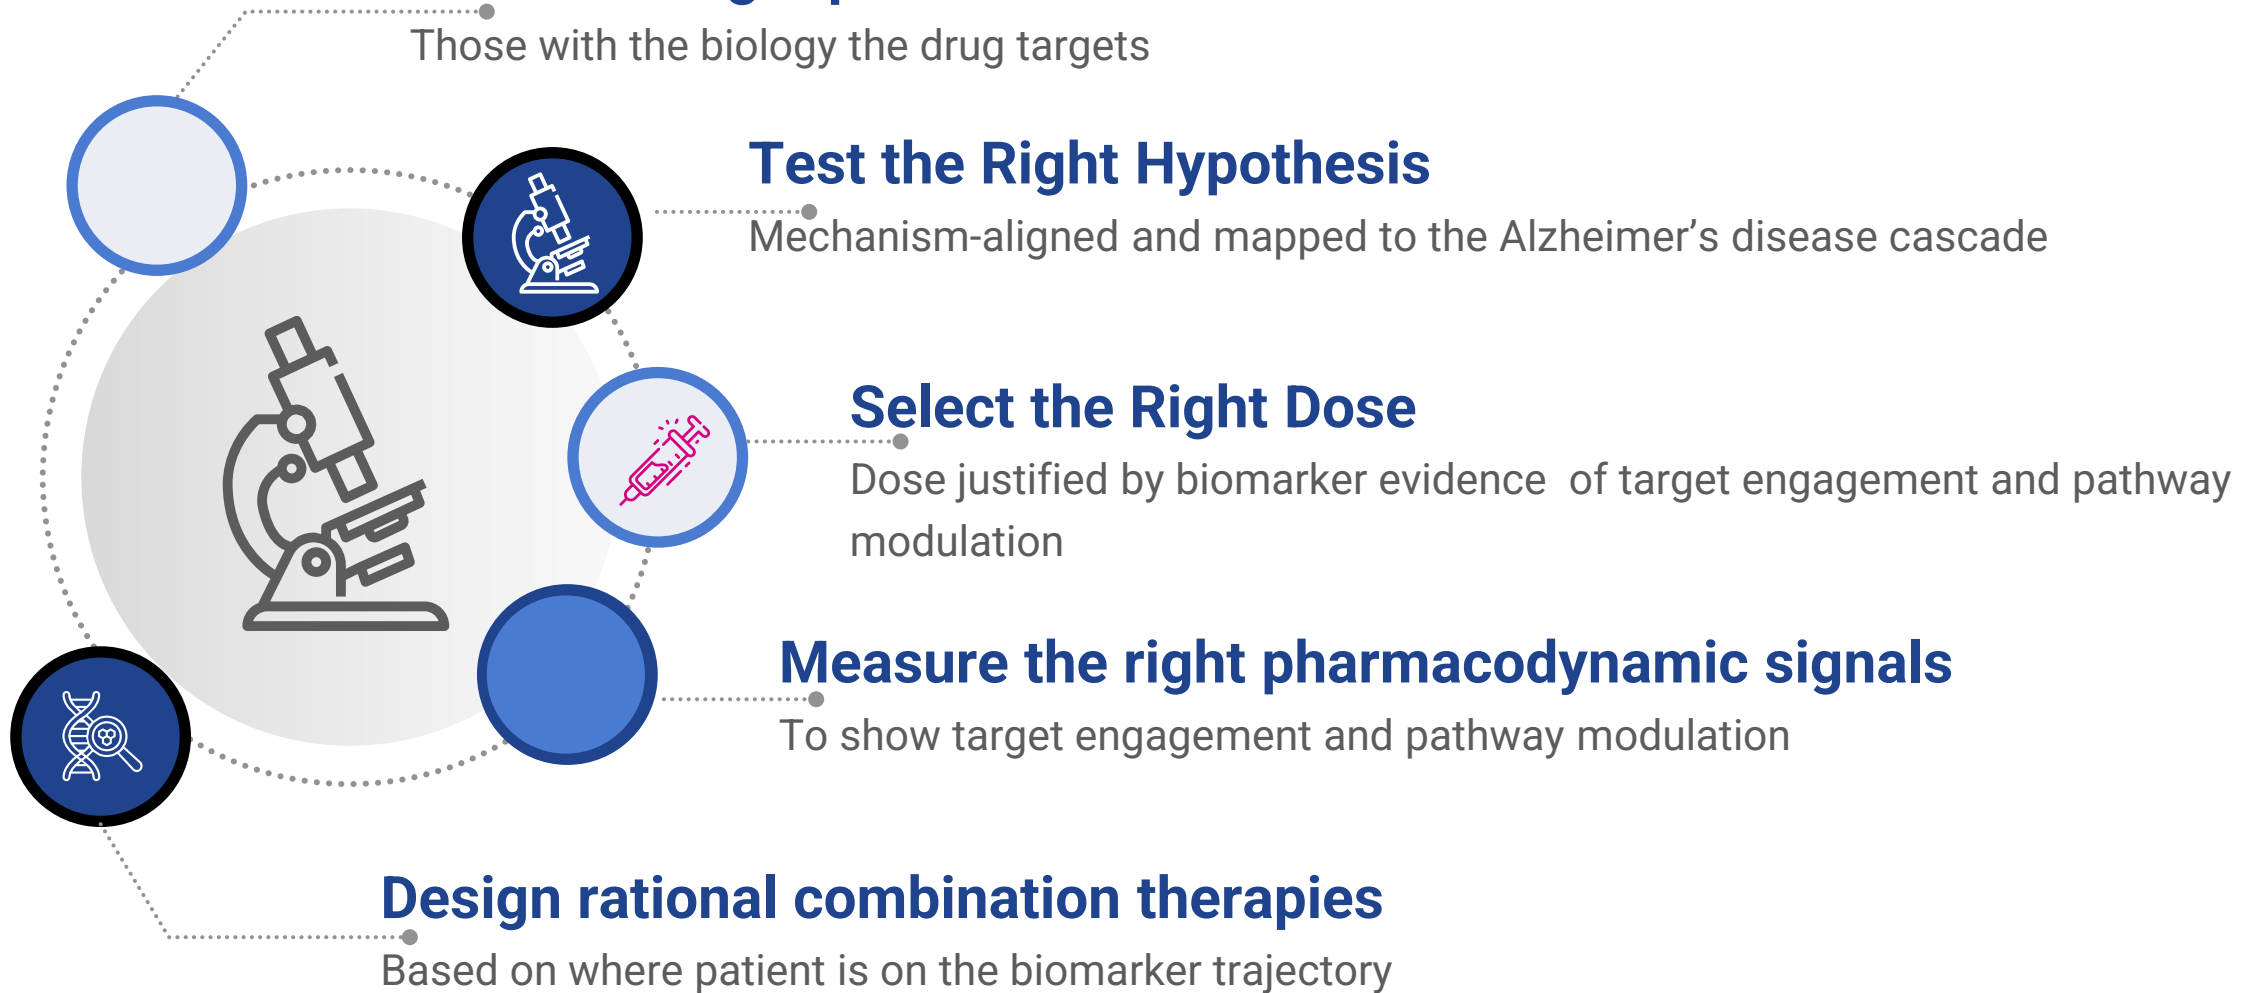 Those with the biology the drug targets
Test the Right Hypothesis
Mechanism-aligned and mapped to the Alzheimer’s disease cascade
Select the Right Dose
Dose justified by biomarker evidence  of target engagement and pathway
modulation
Measure the right pharmacodynamic signals
To show target engagement and pathway modulation
Design rational combination therapies
Based on where patient is on the biomarker trajectory